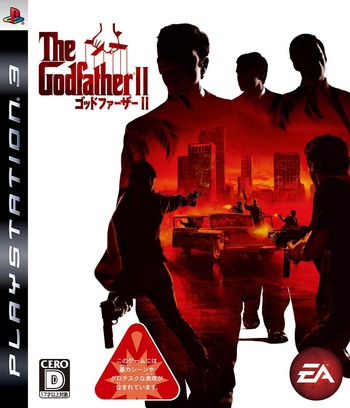 PLAYSTATION 3
The
Godfather II
ゴッドファーザー II
このゲームには
暴力シーンや
グロテスクな表現が
含まれています。
CERO
D
17才以上対象
EA